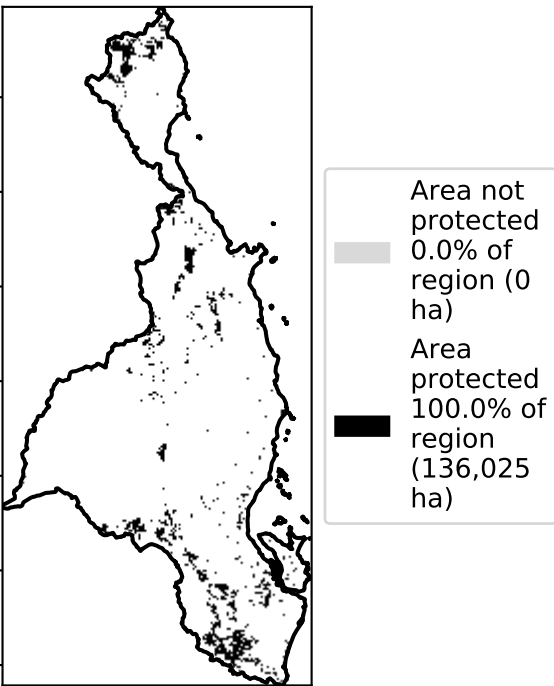 Area not
protected
0.0% of
region (0
ha)
Area
protected
100.0% of
region
(136,025
ha)